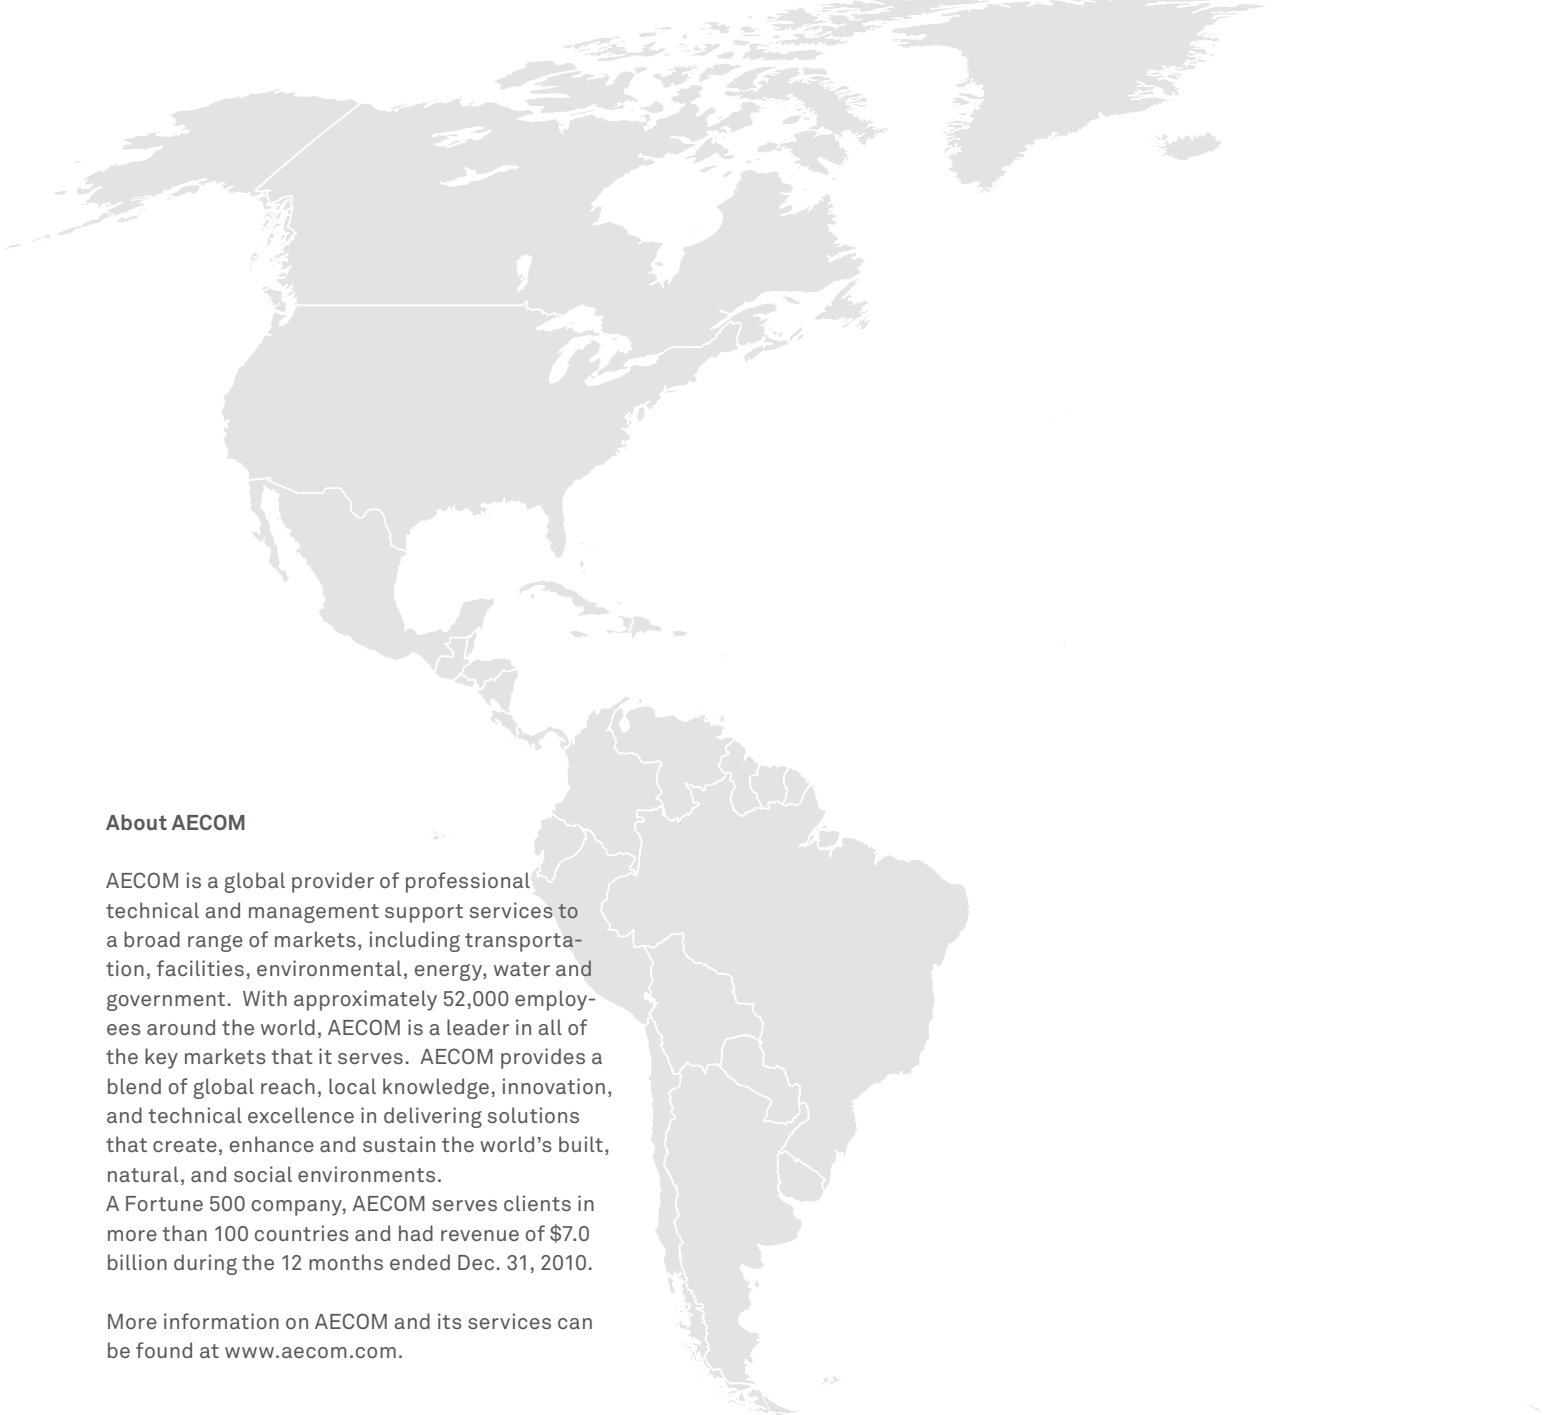 About AECOM
AECOM is a global provider of professional
technical and management support services to
a broad range of markets, including transporta-
tion, facilities, environmental, energy, water and
government.  With approximately 52,000 employ-
ees around the world, AECOM is a leader in all of
the key markets that it serves.  AECOM provides a
blend of global reach, local knowledge, innovation,
and technical excellence in delivering solutions
that create, enhance and sustain the world’s built,
natural, and social environments.
A Fortune 500 company, AECOM serves clients in
more than 100 countries and had revenue of $7.0
billion during the 12 months ended Dec. 31, 2010.
More information on AECOM and its services can
be found at www.aecom.com.